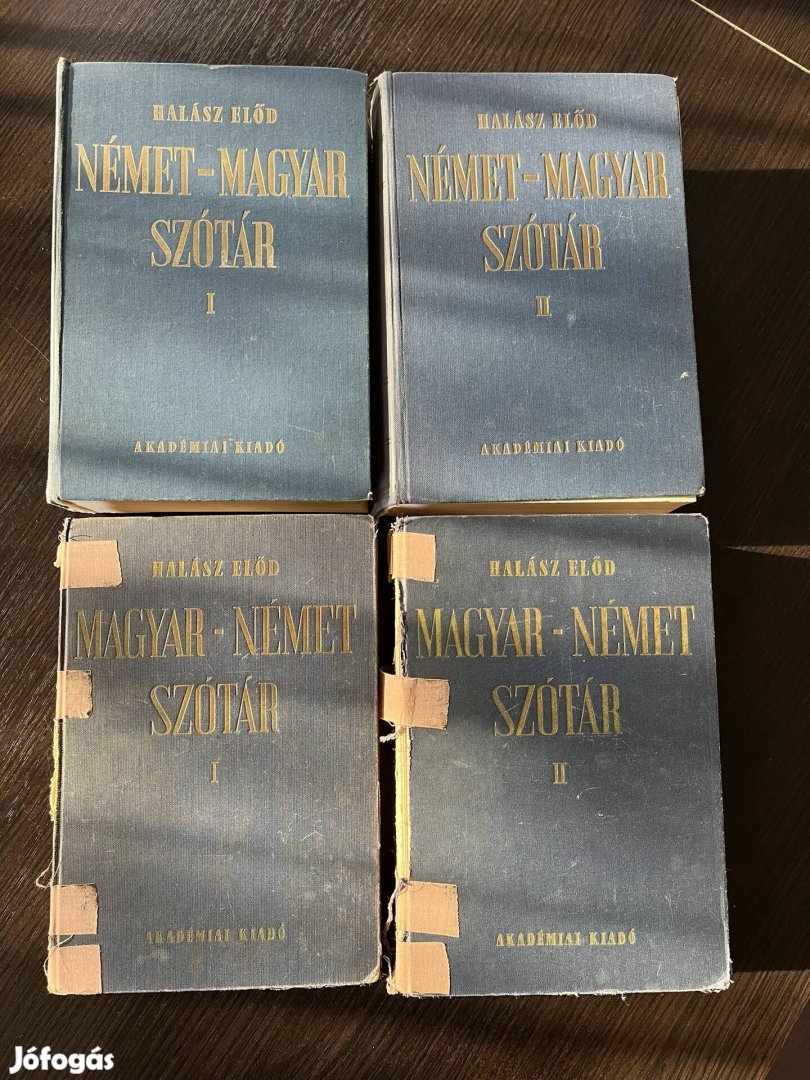 HALÁSZ ELŐD
NÉMET-MAGYAR
SZÓTÁR
I
AKADÉMIAI KIADÓ
HALÁSZ ELŐD
NÉMET-MAGYAR
SZÓTÁR
II
AKADÉMIAI KIADÓ
HALÁSZ ELŐD
MAGYAR-NÉMET
SZÓTÁR
I
AKADÉMIAI KIADÓ
HALÁSZ ELŐD
MAGYAR-NÉMET
SZÓTÁR
II
AKADÉMIAI KIADÓ
Jófogás